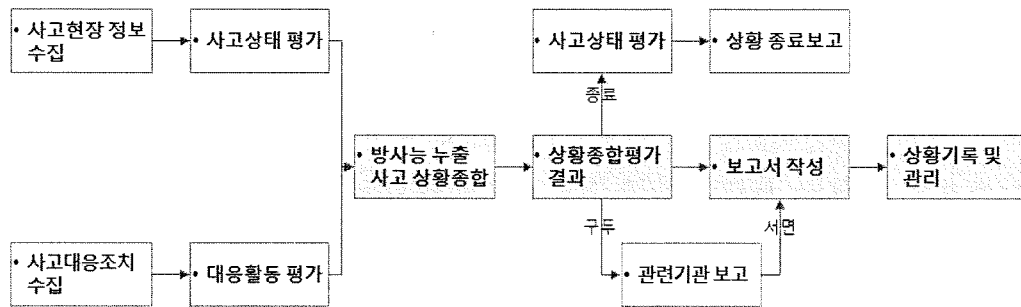 • 사고현장 정보
수집
• 사고상태 평가
• 사고상태 평가
• 상황 종료보고
종료
• 방사능 누출
사고 상황종합
• 상황종합평가
결과
• 보고서 작성
• 상황기록 및
관리
구두
서면
• 사고대응조치
수집
• 대응활동 평가
• 관련기관 보고